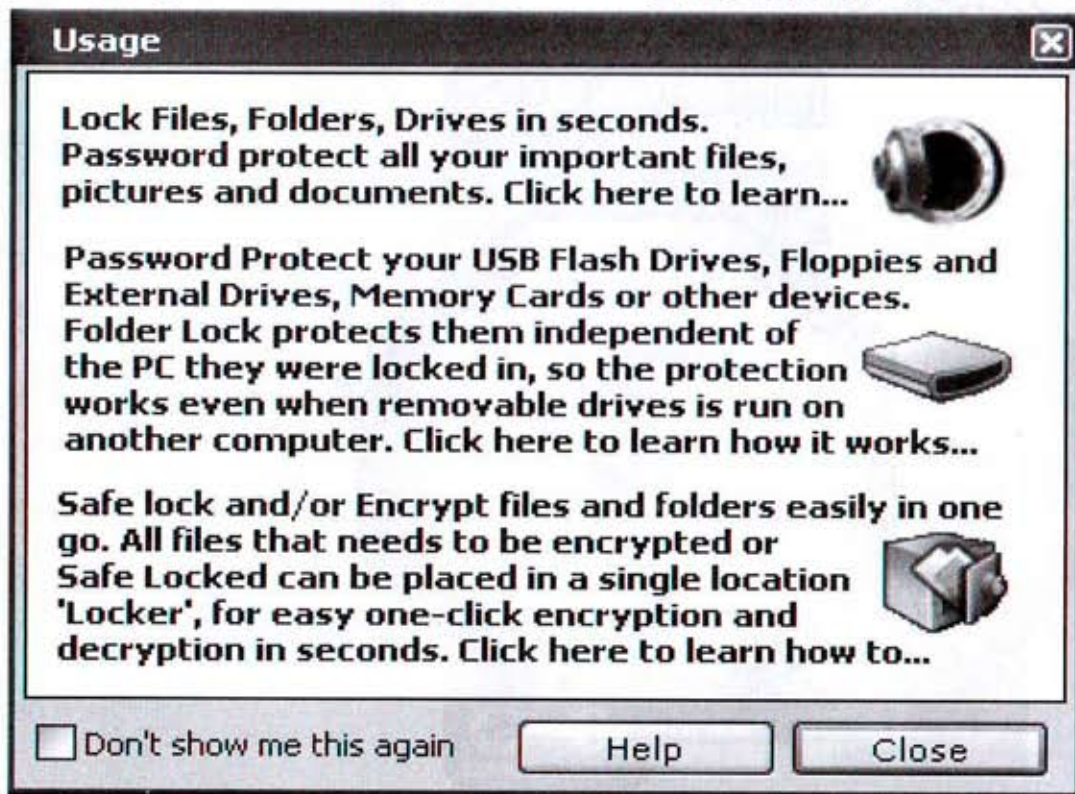 Usage
Lock Files, Folders, Drives in seconds.
Password protect all your important files,
pictures and documents. Click here to learn...
Password Protect your USB Flash Drives, Floppies and
External Drives, Memory Cards or other devices.
Folder Lock protects them independent of
the PC they were locked in, so the protection
works even when removable drives is run on
another computer. Click here to learn how it works...
Safe lock and/or Encrypt files and folders easily in one
go. All files that needs to be encrypted or
Safe Locked can be placed in a single location
'Locker', for easy one-click encryption and
decryption in seconds. Click here to learn how to...
Don't show me this again
Help
Close